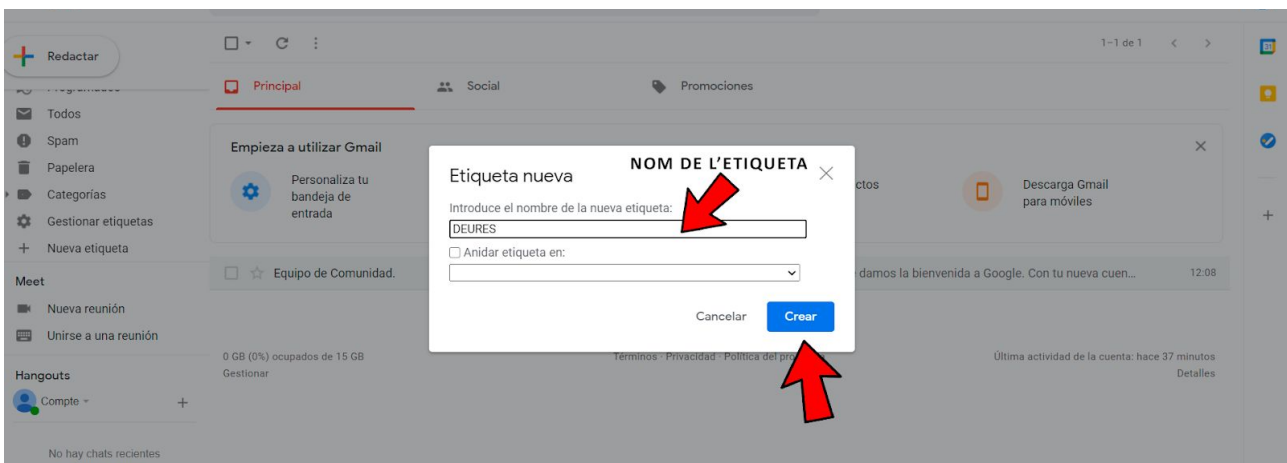 Redactar
1–1 de 1
31
Principal
Social
Promociones
Todos
Spam
Papelera
Categorías
Gestionar etiquetas
Nueva etiqueta
Meet
Nueva reunión
Unirse a una reunión
Hangouts
Compte
No hay chats recientes
Empieza a utilizar Gmail
Personaliza tu
bandeja de
entrada
ctos
Descarga Gmail
para móviles
NOM DE L'ETIQUETA
Etiqueta nueva
Introduce el nombre de la nueva etiqueta:
DEURES
Anidar etiqueta en:
Cancelar
Crear
Equipo de Comunidad.
damos la bienvenida a Google. Con tu nueva cuen...
12:08
0 GB (0%) ocupados de 15 GB
Gestionar
Términos · Privacidad · Política del
Última actividad de la cuenta: hace 37 minutos
Detalles